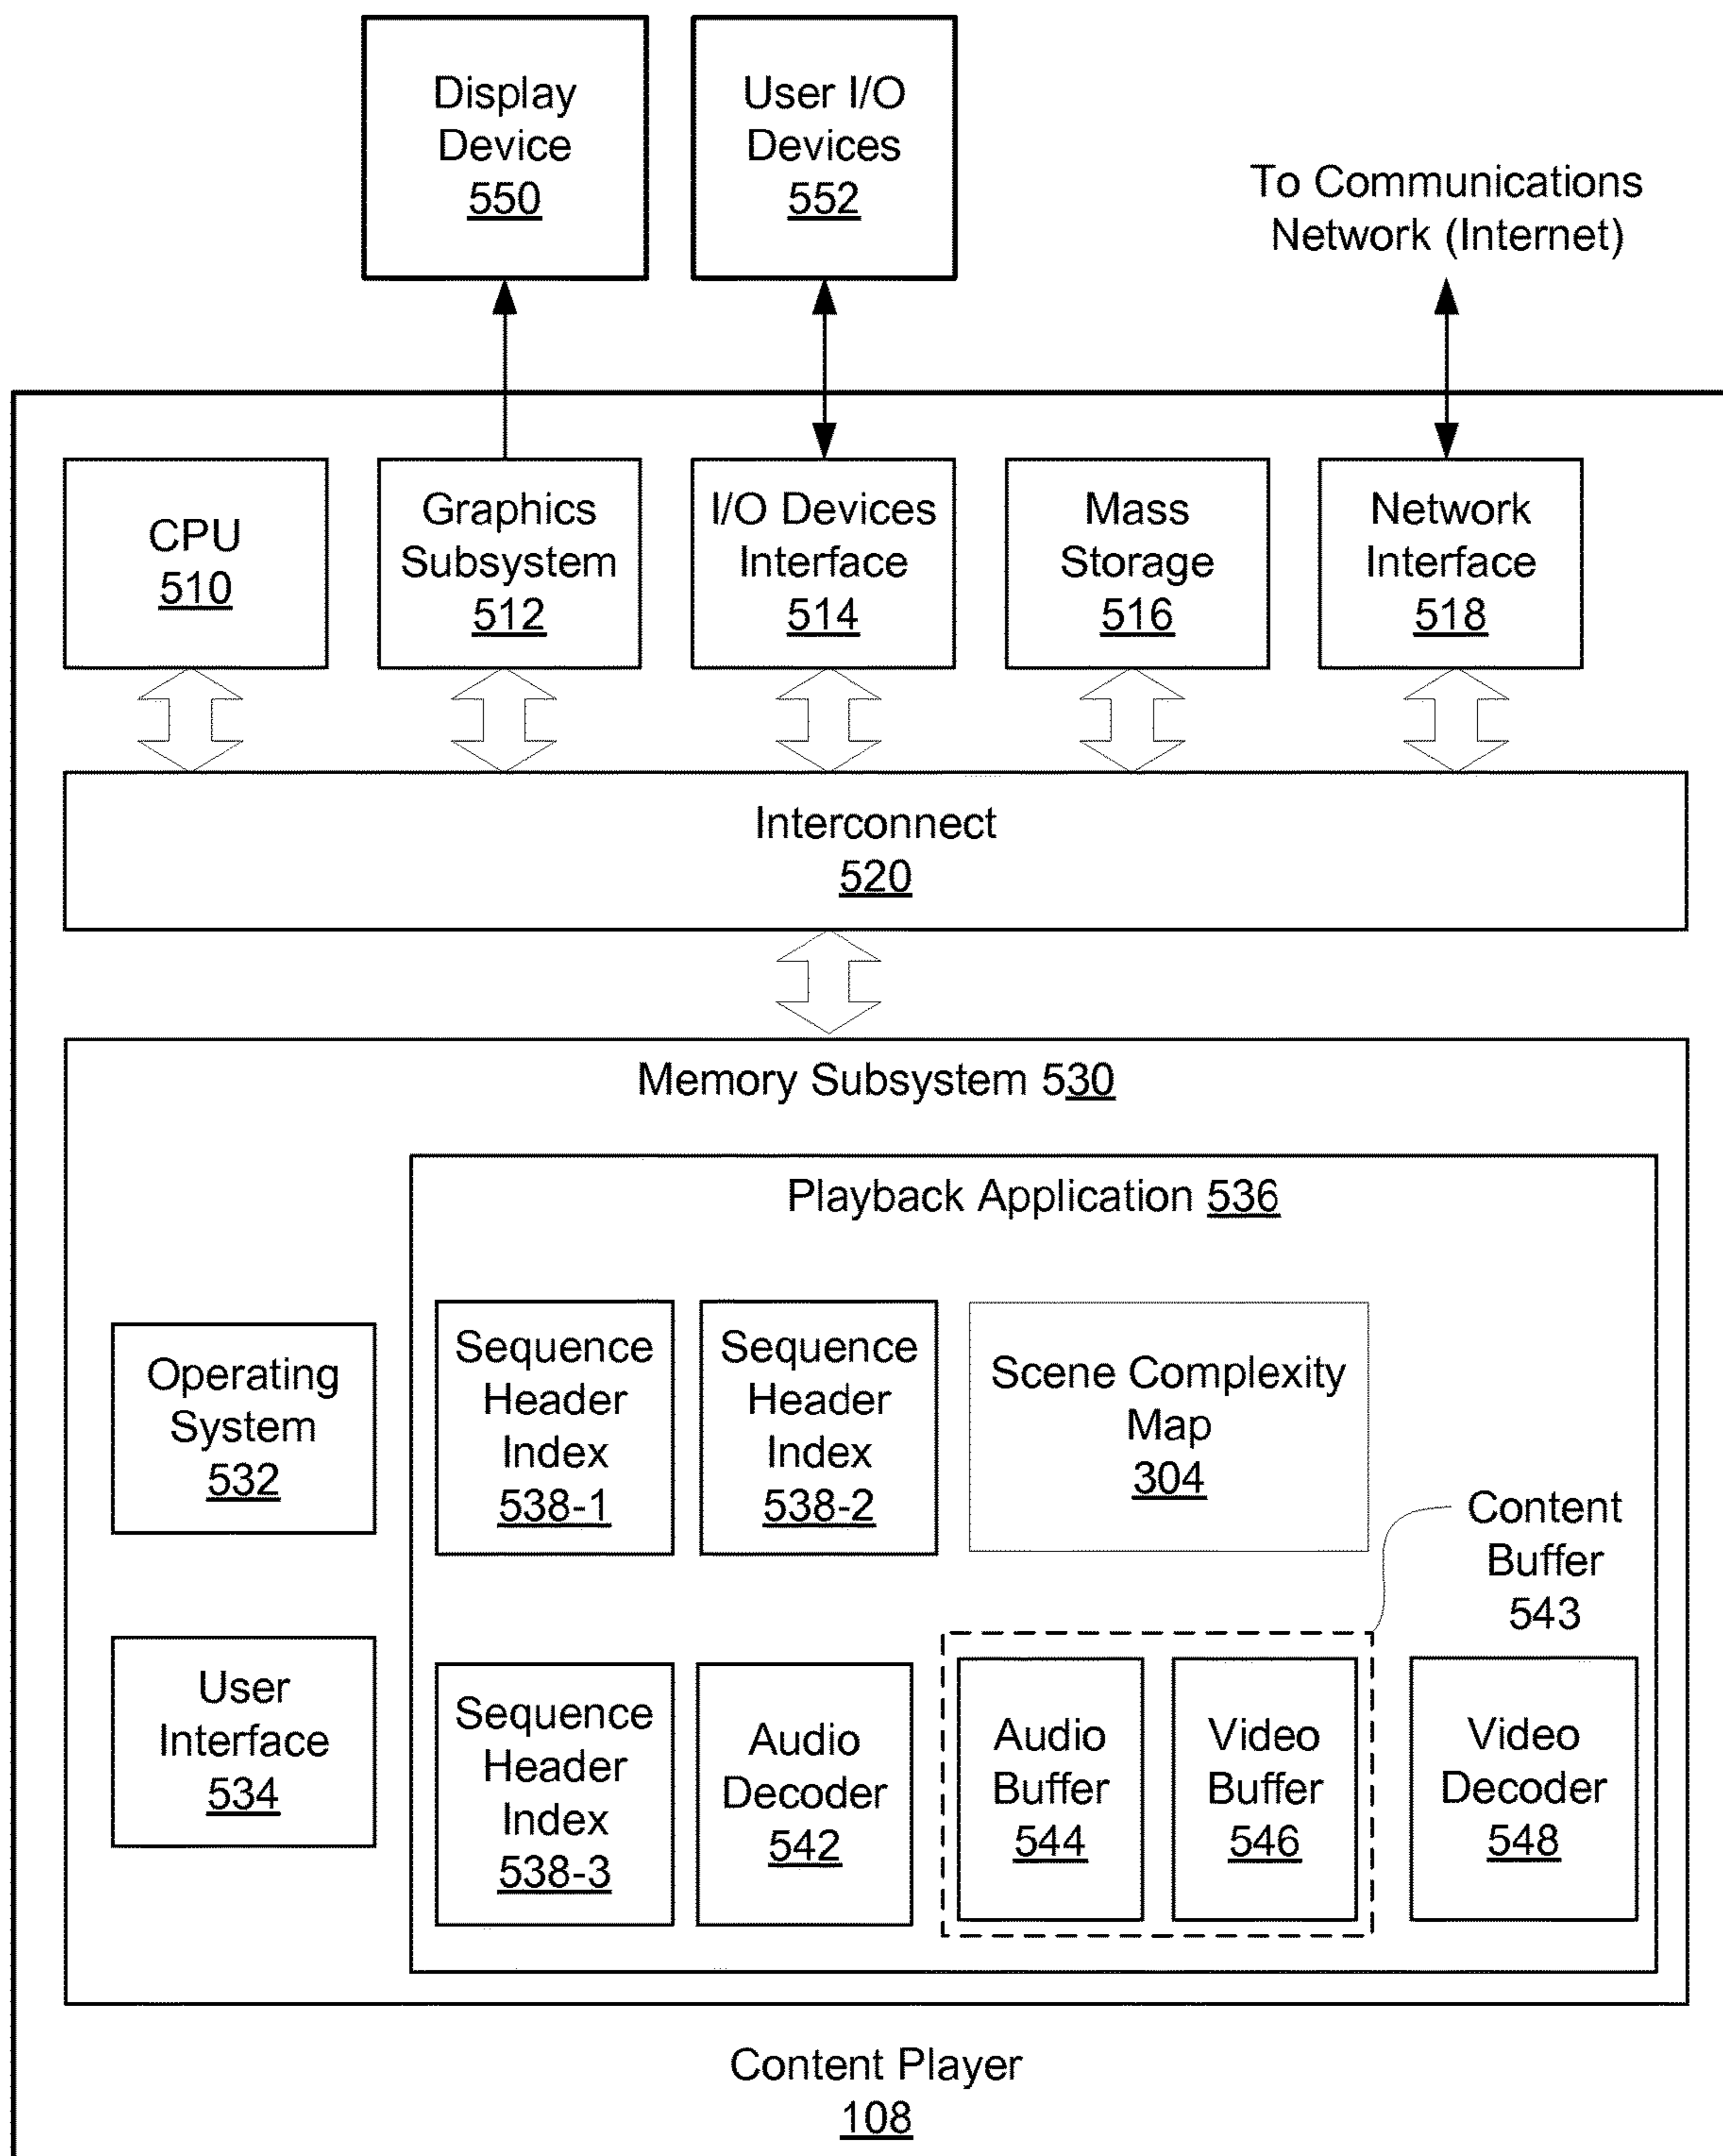 Display
Device
550
User I/O
Devices
552
To Communications
Network (Internet)
CPU
510
Graphics
Subsystem
512
I/O Devices
Interface
514
Mass
Storage
516
Network
Interface
518
Interconnect
520
Memory Subsystem 530
Playback Application 536
Operating
System
532
Sequence
Header
Index
538-1
Sequence
Header
Index
538-2
Scene Complexity
Map
304
Content
Buffer
543
User
Interface
534
Sequence
Header
Index
538-3
Audio
Decoder
542
Audio
Buffer
544
Video
Buffer
546
Video
Decoder
548
Content Player
108